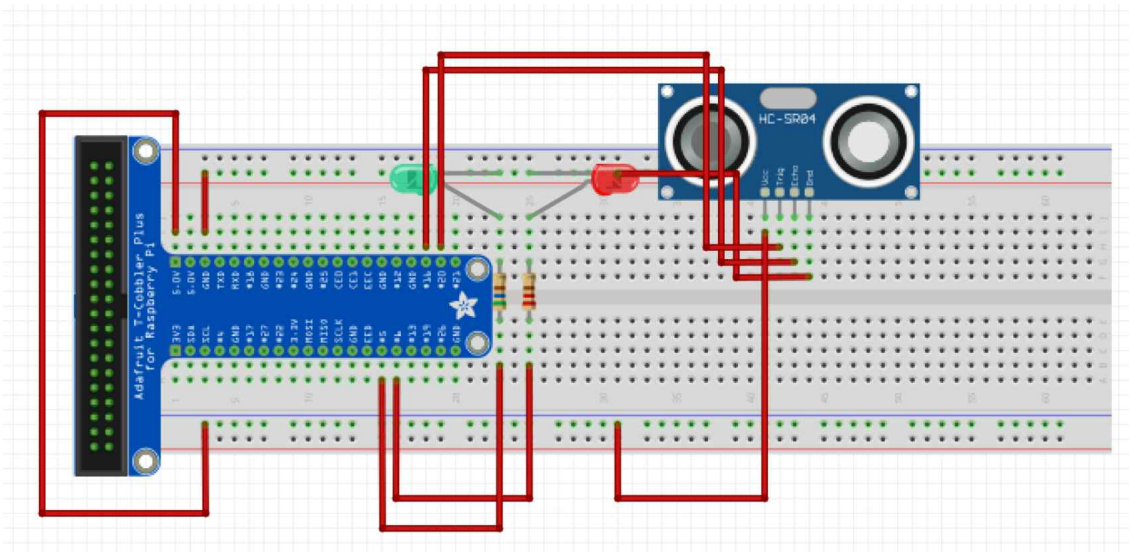 HC-SR04
Vcc
Trig
Echo
Gnd
5.0V
5.0V
GND
TXD
RXD
#18
GND
#23
#24
GND
#25
CE0
CE1
EEC
GND
#12
GND
#16
#20
#21
Adafruit T-Cobbler Plus
for Raspberry Pi
3V3
SDA
SCL
#4
GND
#17
#27
#22
3.3V
MOSI
MISO
SCLK
GND
EED
#5
#6
#13
#19
#26
GND